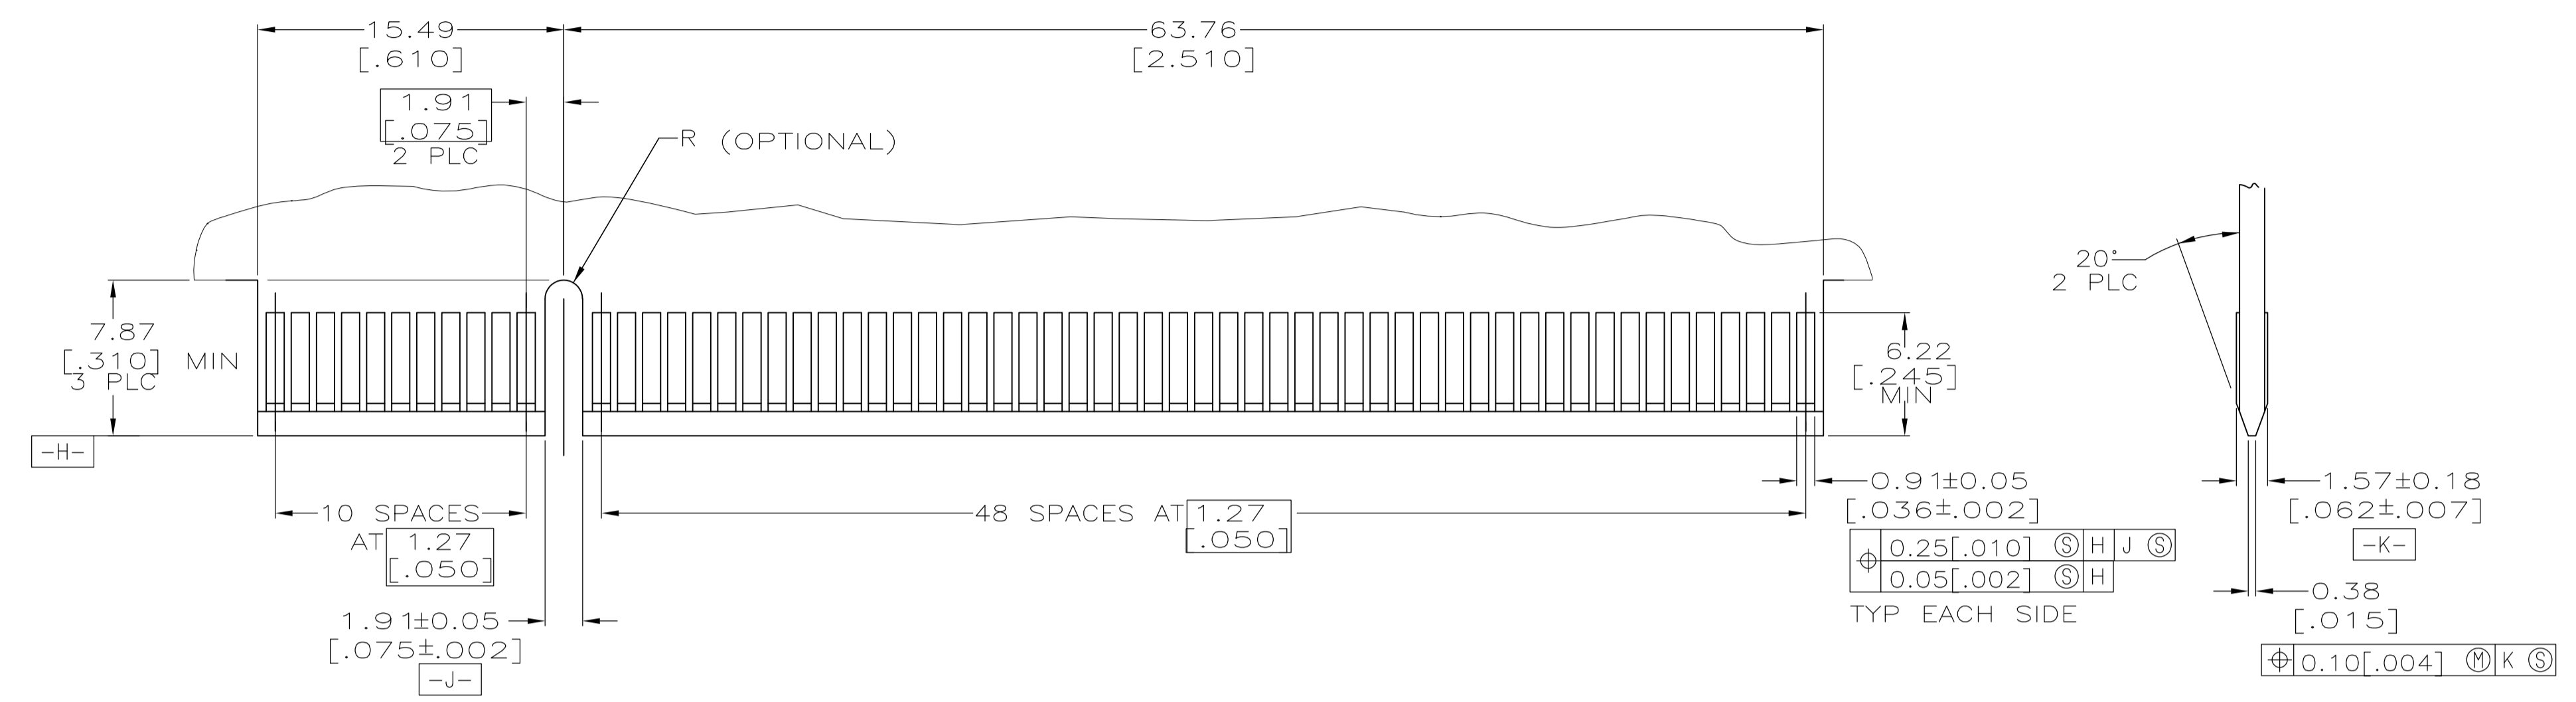 15.49
[.610]
63.76
[2.510]
1.91
[.075]
2 PLC
R (OPTIONAL)
7.87
[.310] MIN
3 PLC
-H-
10 SPACES
AT 1.27
[.050]
1.91±0.05
[.075±.002]
-J-
48 SPACES AT 1.27
[.050]
6.22
[.245]
MIN
0.91±0.05
[.036±.002]
⌖ 0.25[.010] Ⓢ H J Ⓢ
0.05[.002] Ⓢ H
TYP EACH SIDE
20°
2 PLC
1.57±0.18
[.062±.007]
-K-
0.38
[.015]
⌖ 0.10[.004] Ⓜ K Ⓢ